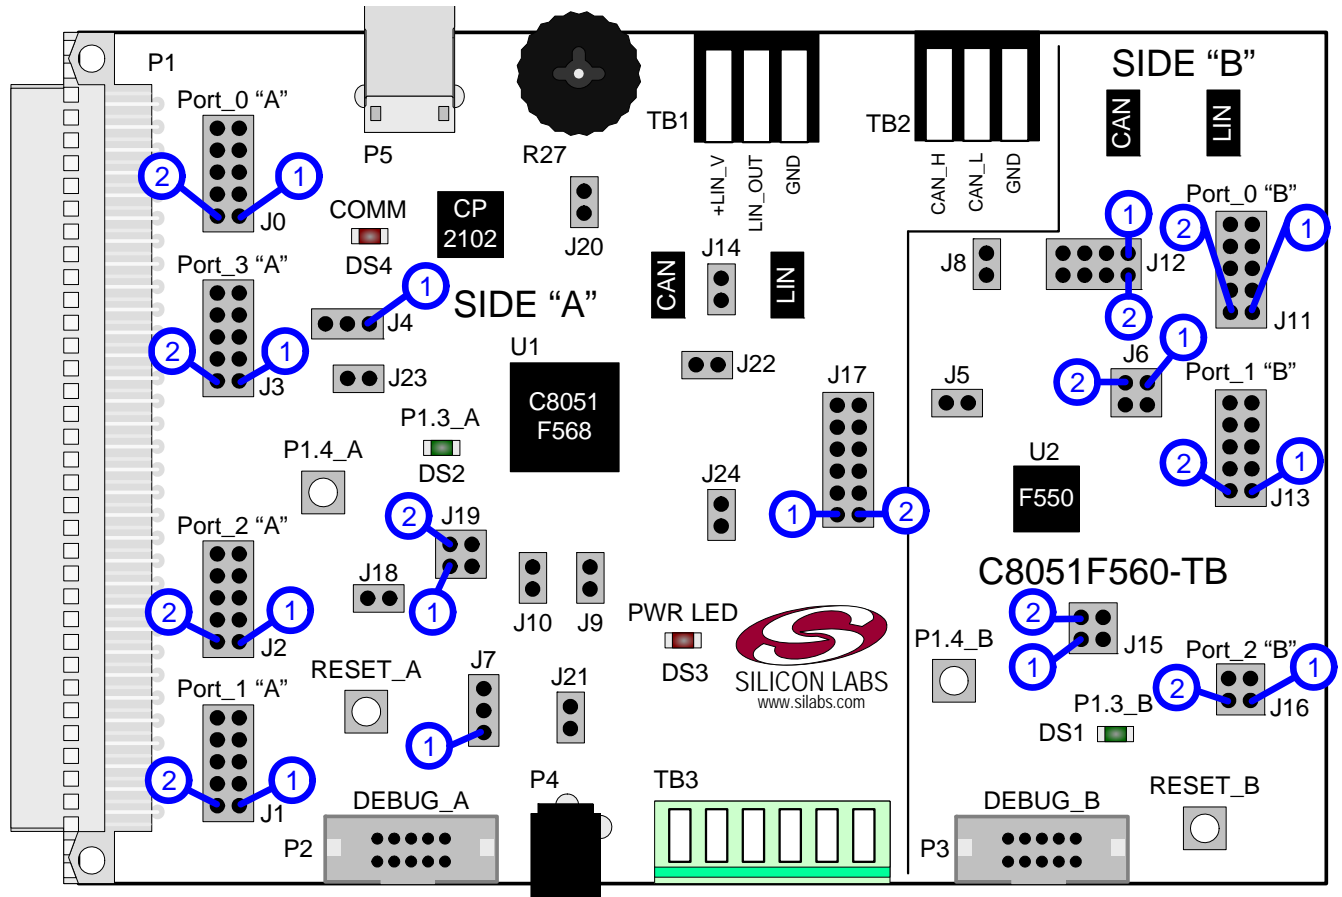 P1
Port_0 “A”
2
1
J0
P5
COMM
DS4
CP
2102
R27
J20
TB1
+LIN_V
LIN_OUT
GND
TB2
CAN_H
CAN_L
GND
SIDE “B”
CAN
LIN
Port_0 “B”
2
1
J11
Port_3 “A”
2
1
J3
1
J4
J23
SIDE “A”
CAN
J14
LIN
J8
1
J12
2
U1
C8051
F568
J22
J17
1
2
J5
J6
1
2
Port_1 “B”
2
1
J13
P1.3_A
DS2
P1.4_A
J24
U2
F550
Port_2 “A”
2
1
J2
2
J19
1
J18
J10
J9
C8051F560-TB
PWR LED
DS3
SILICON LABS
www.silabs.com
2
1
J15
P1.4_B
Port_2 “B”
2
1
J16
P1.3_B
DS1
Port_1 “A”
2
1
J1
RESET_A
J7
1
J21
P4
TB3
DEBUG_A
P2
DEBUG_B
P3
RESET_B